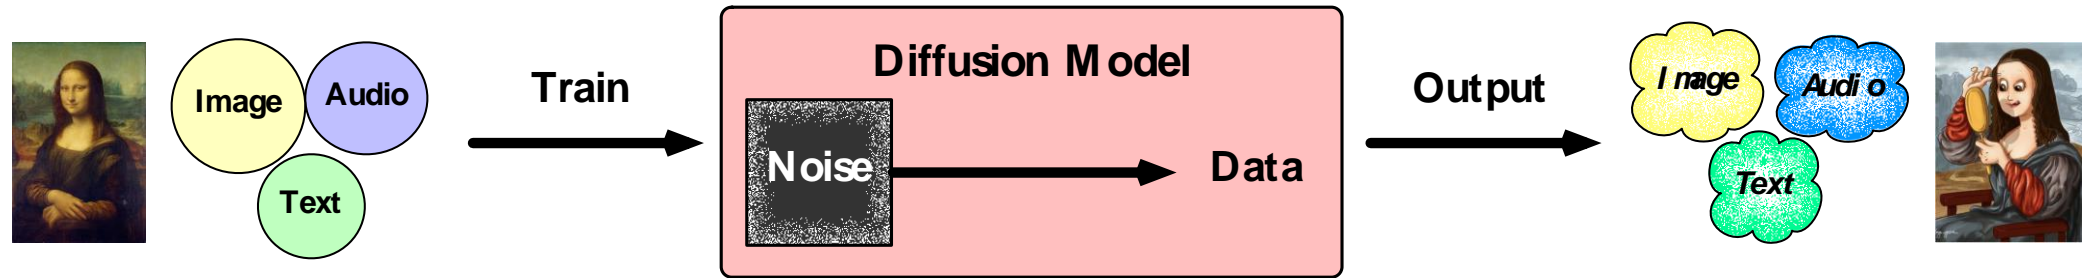 Image
Audio
Text
Train
Diffusion Model
Noise
Data
Output
Image
Audio
Text